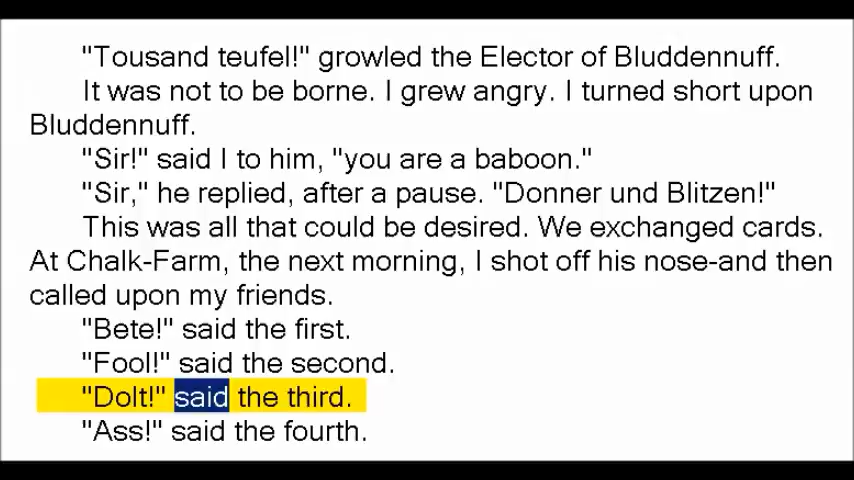 "Tousand teufel!" growled the Elector of Bluddennuff.
It was not to be borne. I grew angry. I turned short upon
Bluddennuff.
"Sir!" said I to him, "you are a baboon."
"Sir," he replied, after a pause. "Donner und Blitzen!"
This was all that could be desired. We exchanged cards.
At Chalk-Farm, the next morning, I shot off his nose-and then
called upon my friends.
"Bete!" said the first.
"Fool!" said the second.
"Dolt!" said the third.
"Ass!" said the fourth.